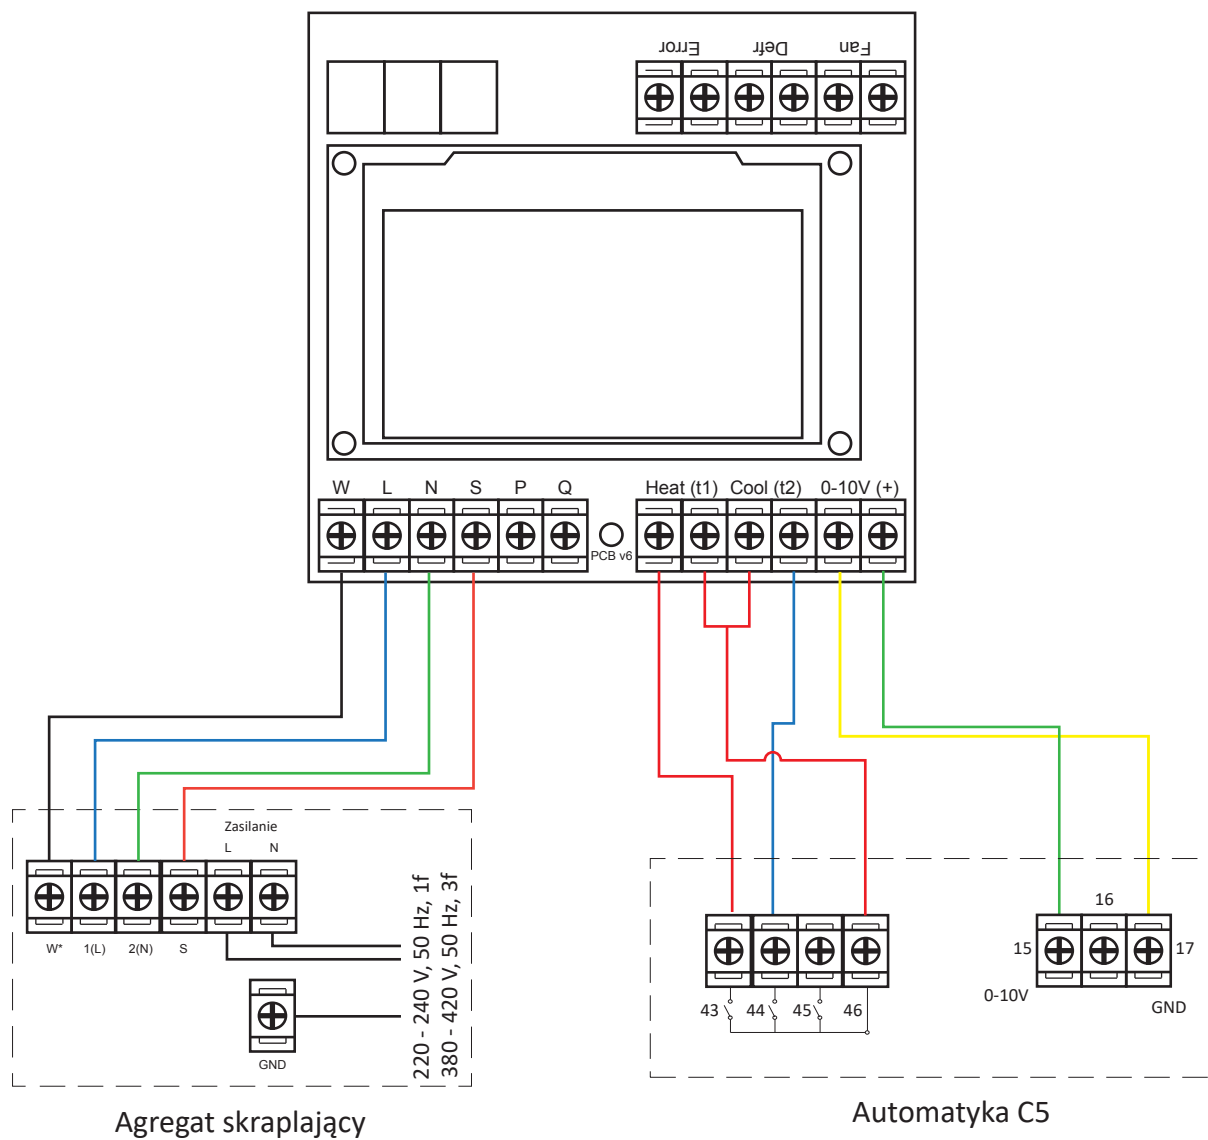 Error Defr Fan
W L N S P Q
Heat (t1) Cool (t2) 0-10V (+)
PCB v6
Zasilanie
L N
W* 1(L) 2(N) S
GND
220 - 240 V, 50 Hz, 1f
380 - 420 V, 50 Hz, 3f
Agregat skraplający
16
15 17
0-10V
GND
43 44 45 46
Automatyka C5